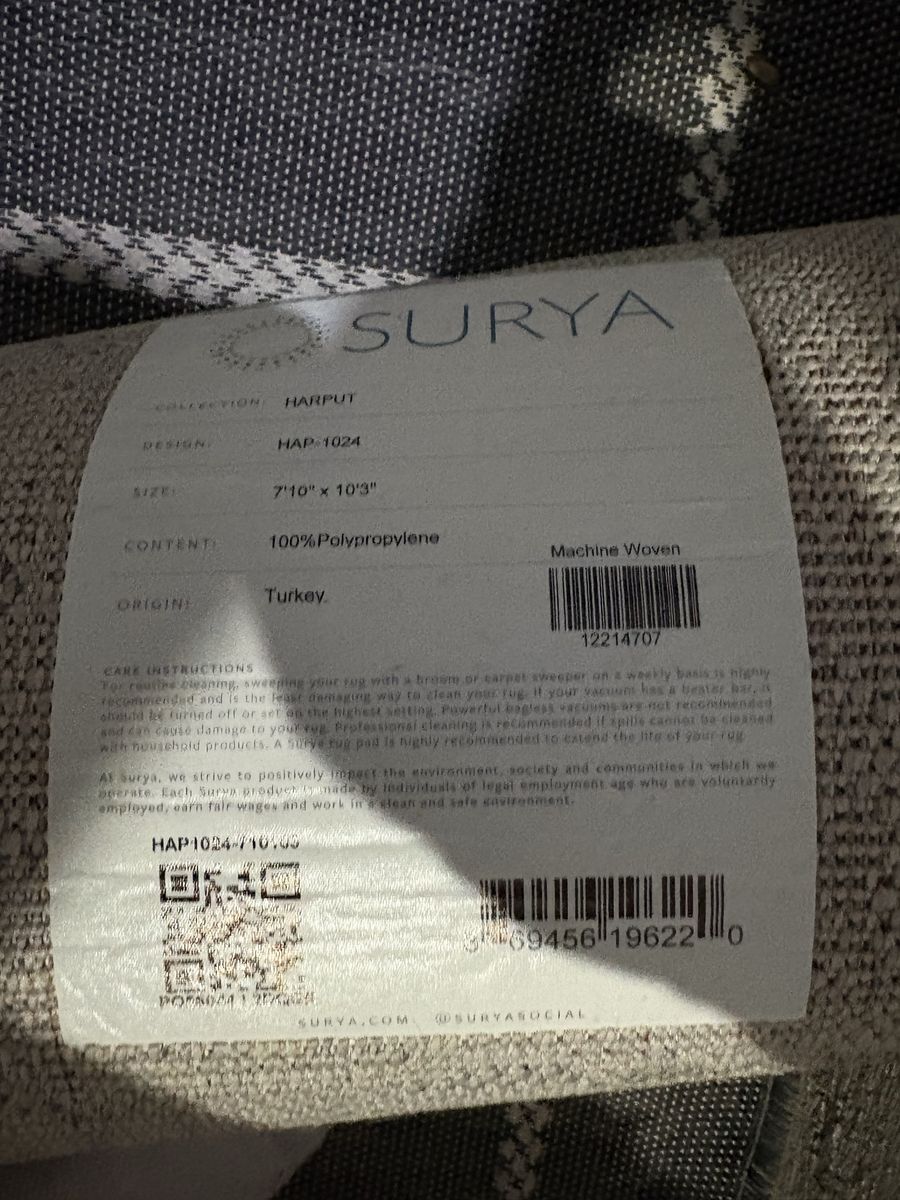 SURYA
COLLECTION: HARPUT
DESIGN: HAP-1024
SIZE: 7'10" x 10'3"
CONTENT: 100%Polypropylene
ORIGIN: Turkey
Machine Woven
12214707
CARE INSTRUCTIONS
For routine cleaning, sweeping your rug with a broom or carpet sweeper on a weekly basis is highly
recommended and is the least damaging way to clean your rug. If your vacuum has a beater bar, it
should be turned off or set on the highest setting. Powerful bagless vacuums are not recommended
and can cause damage to your rug. Professional cleaning is recommended if spills cannot be cleaned
with household products. A Surya rug pad is highly recommended to extend the life of your rug.
At Surya, we strive to positively impact the environment, society and communities in which we
operate. Each Surya product is made by individuals of legal employment age who are voluntarily
employed, earn fair wages and work in a clean and safe environment.
69456 19622 0
SURYA.COM @SURYASOCIAL